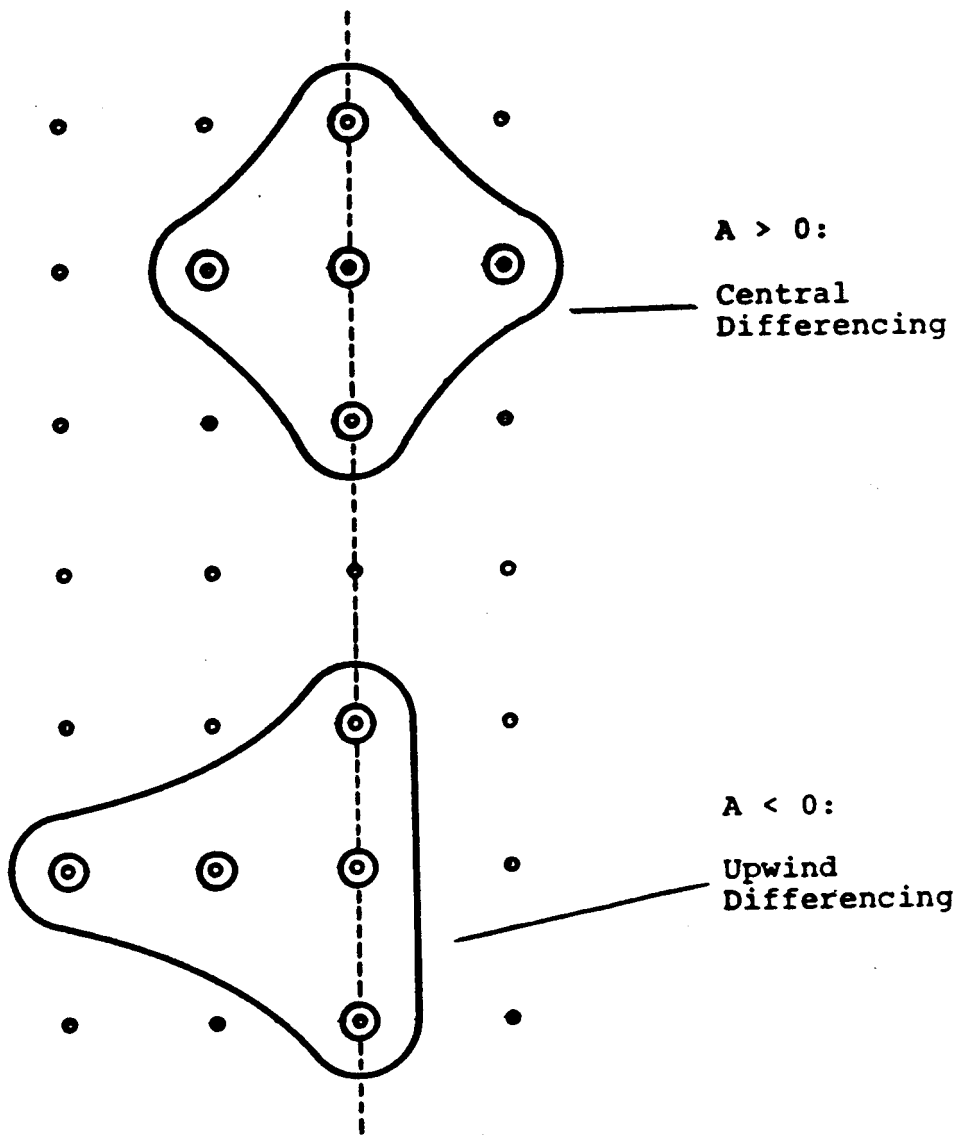 A > 0:
Central
Differencing
A < 0:
Upwind
Differencing